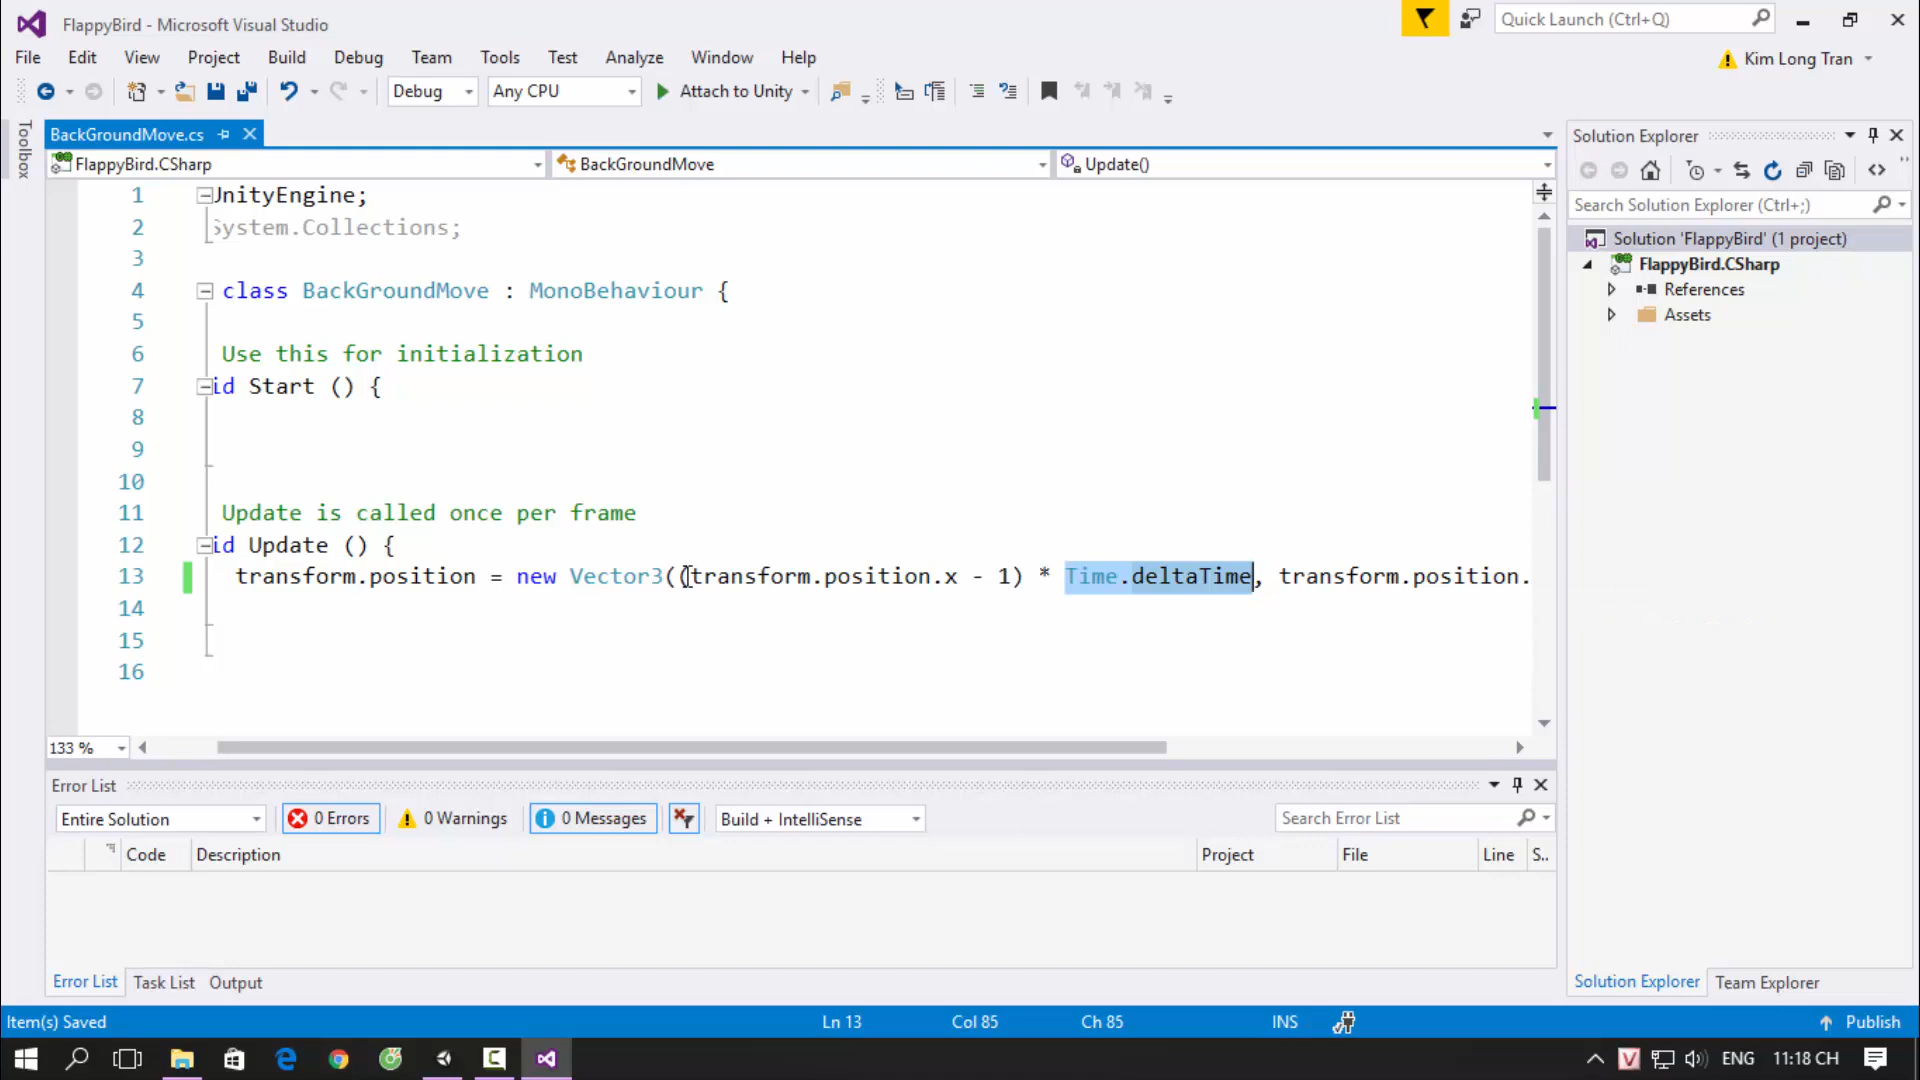 FlappyBird - Microsoft Visual Studio
Quick Launch (Ctrl+Q)
File Edit View Project Build Debug Team Tools Test Analyze Window Help
Kim Long Tran
Debug Any CPU Attach to Unity
Toolbox
BackGroundMove.cs
FlappyBird.CSharp BackGroundMove Update()
1 UnityEngine;
2 System.Collections;
3
4 class BackGroundMove : MonoBehaviour {
5
6 Use this for initialization
7 id Start () {
8
9
10
11 Update is called once per frame
12 id Update () {
13 transform.position = new Vector3((transform.position.x - 1) * Time.deltaTime, transform.position.
14
15
16
133 %
Solution Explorer
Search Solution Explorer (Ctrl+;)
Solution 'FlappyBird' (1 project)
FlappyBird.CSharp
References
Assets
Error List
Entire Solution 0 Errors 0 Warnings 0 Messages Build + IntelliSense Search Error List
Code Description Project File Line S..
Error List Task List Output
Solution Explorer Team Explorer
Item(s) Saved Ln 13 Col 85 Ch 85 INS Publish
ENG 11:18 CH